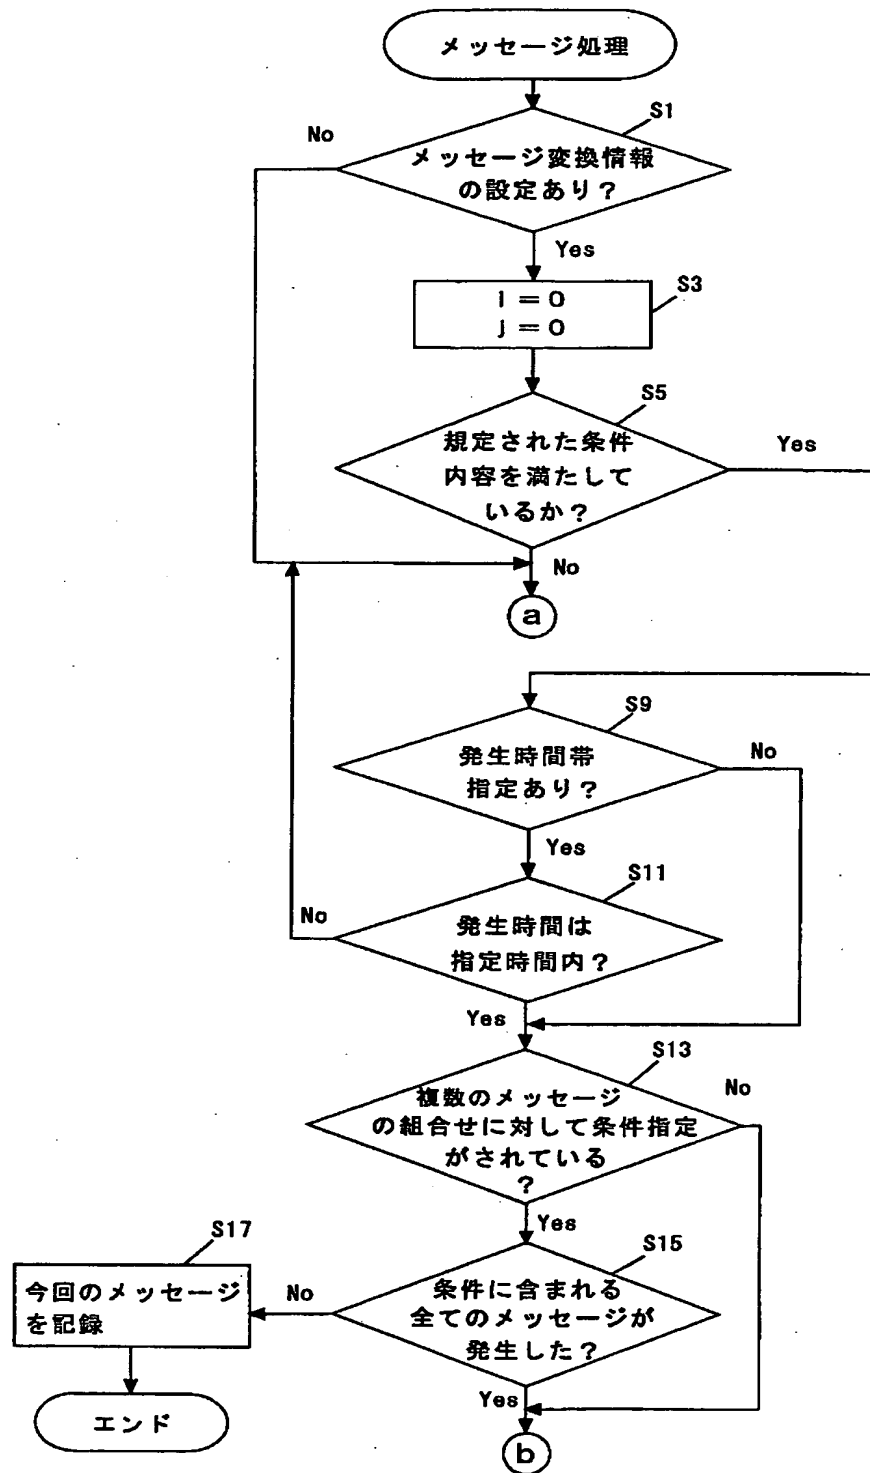 メッセージ処理
S1
No
メッセージ変換情報
の設定あり？
Yes
S3
i＝0
j＝0
S5
規定された条件
内容を満たして
いるか？
Yes
No
a
S9
発生時間帯
指定あり？
No
Yes
S11
発生時間は
指定時間内？
No
Yes
S13
複数のメッセージ
の組合せに対して条件指定
がされている
？
No
Yes
S15
条件に含まれる
全てのメッセージが
発生した？
No
S17
今回のメッセージ
を記録
エンド
Yes
b